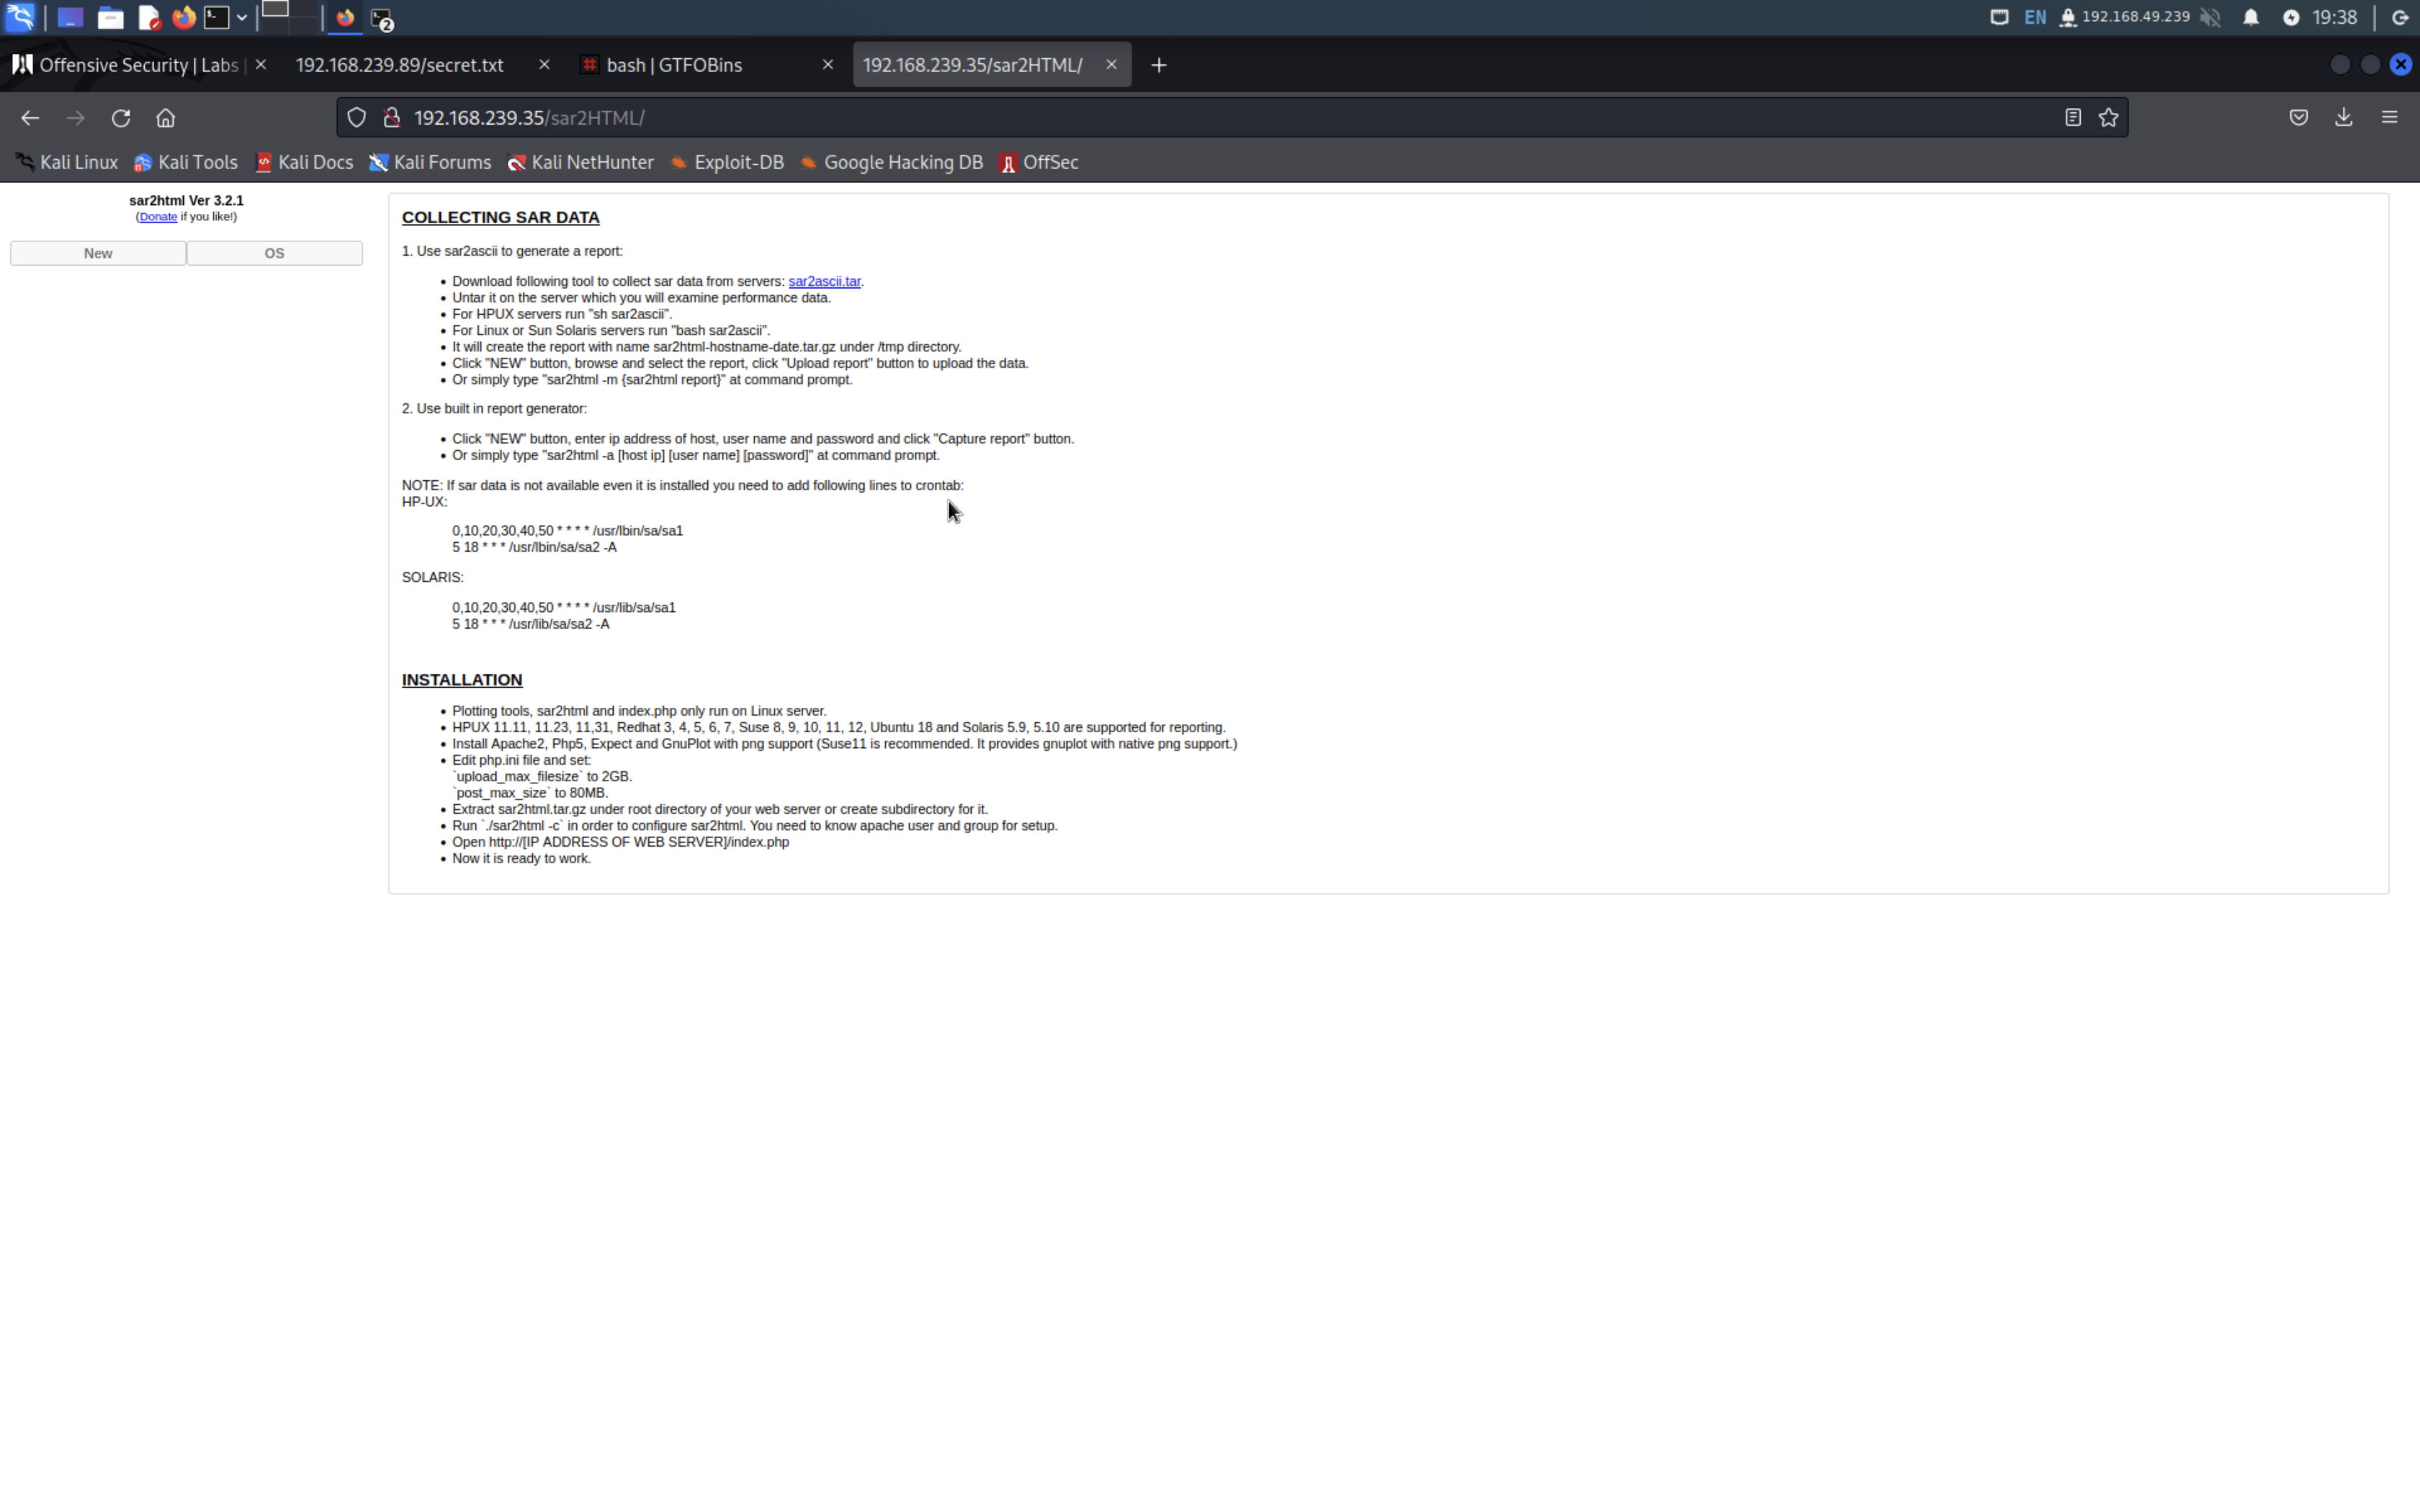 2
EN
192.168.49.239
19:38
Offensive Security | Labs |
192.168.239.89/secret.txt
bash | GTFOBins
192.168.239.35/sar2HTML/
192.168.239.35/sar2HTML/
Kali Linux
Kali Tools
Kali Docs
Kali Forums
Kali NetHunter
Exploit-DB
Google Hacking DB
OffSec
sar2html Ver 3.2.1
(Donate if you like!)
New
OS
COLLECTING SAR DATA
1. Use sar2ascii to generate a report:
• Download following tool to collect sar data from servers: sar2ascii.tar.
• Untar it on the server which you will examine performance data.
• For HPUX servers run "sh sar2ascii".
• For Linux or Sun Solaris servers run "bash sar2ascii".
• It will create the report with name sar2html-hostname-date.tar.gz under /tmp directory.
• Click "NEW" button, browse and select the report, click "Upload report" button to upload the data.
• Or simply type "sar2html -m {sar2html report}" at command prompt.
2. Use built in report generator:
• Click "NEW" button, enter ip address of host, user name and password and click "Capture report" button.
• Or simply type "sar2html -a [host ip] [user name] [password]" at command prompt.
NOTE: If sar data is not available even it is installed you need to add following lines to crontab:
HP-UX:
0,10,20,30,40,50 * * * * /usr/lbin/sa/sa1
5 18 * * * /usr/lbin/sa/sa2 -A
SOLARIS:
0,10,20,30,40,50 * * * * /usr/lib/sa/sa1
5 18 * * * /usr/lib/sa/sa2 -A
INSTALLATION
• Plotting tools, sar2html and index.php only run on Linux server.
• HPUX 11.11, 11.23, 11,31, Redhat 3, 4, 5, 6, 7, Suse 8, 9, 10, 11, 12, Ubuntu 18 and Solaris 5.9, 5.10 are supported for reporting.
• Install Apache2, Php5, Expect and GnuPlot with png support (Suse11 is recommended. It provides gnuplot with native png support.)
• Edit php.ini file and set:
`upload_max_filesize` to 2GB.
`post_max_size` to 80MB.
• Extract sar2html.tar.gz under root directory of your web server or create subdirectory for it.
• Run `./sar2html -c` in order to configure sar2html. You need to know apache user and group for setup.
• Open http://[IP ADDRESS OF WEB SERVER]/index.php
• Now it is ready to work.